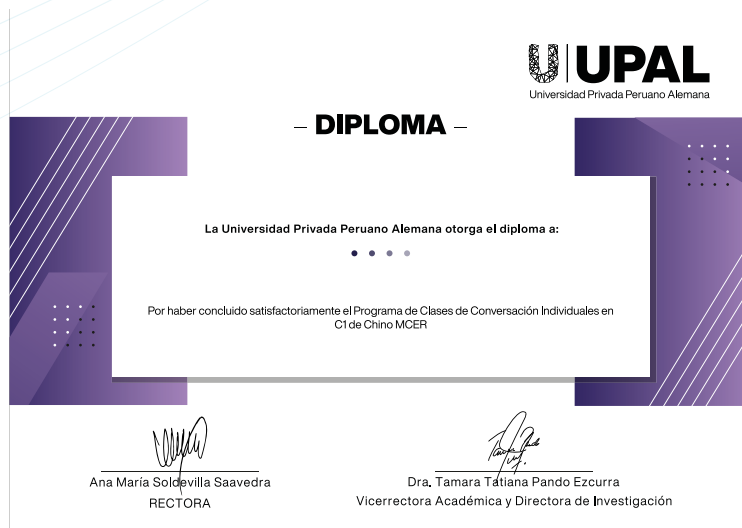 UPAL
Universidad Privada Peruano Alemana
– DIPLOMA –
La Universidad Privada Peruano Alemana otorga el diploma a:
Por haber concluido satisfactoriamente el Programa de Clases de Conversación Individuales en
C1 de Chino MCER
Ana María Soldevilla Saavedra
RECTORA
Dra. Tamara Tatiana Pando Ezcurra
Vicerrectora Académica y Directora de Investigación